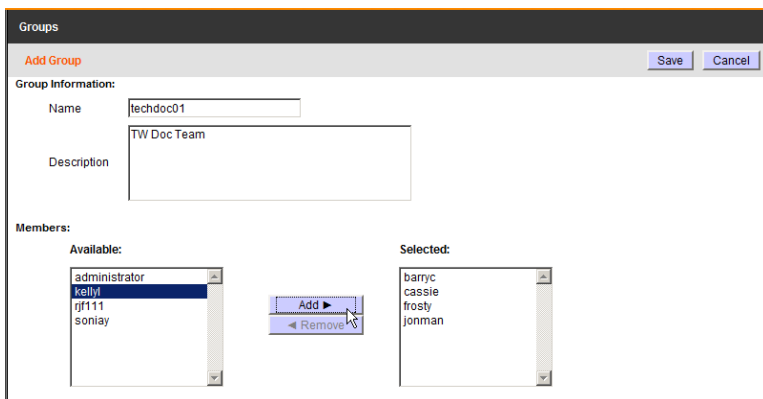 Groups
Add Group
Save
Cancel
Group Information:
Name
techdoc01
Description
TW Doc Team
Members:
Available:
Selected:
administrator
kellyl
rjf111
soniay
Add ►
◄ Remove
barryc
cassie
frosty
jonman